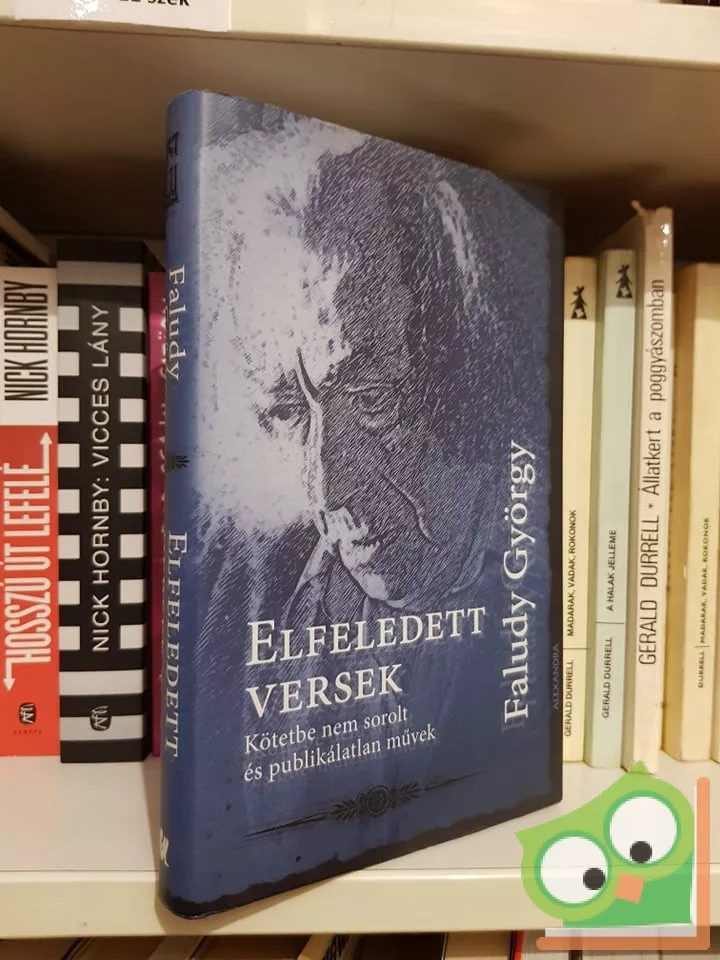 szek
NICK HORNBY
HOSSZÚ ÚT LEFELÉ
NICK HORNBY: VICCES LÁNY
Faludy
ELFELEDETT
ELFELEDETT
VERSEK
Kötetbe nem sorolt
és publikálatlan művek
Faludy György
ALEXANDRA
GERALD DURRELL
MADARAK, VADAK, ROKONOK
GERALD DURRELL
A HALAK JELLEME
GERALD DURRELL • Állatkert a poggyászomban
DURRELL
MADARAK, VADAK, ROKONOK